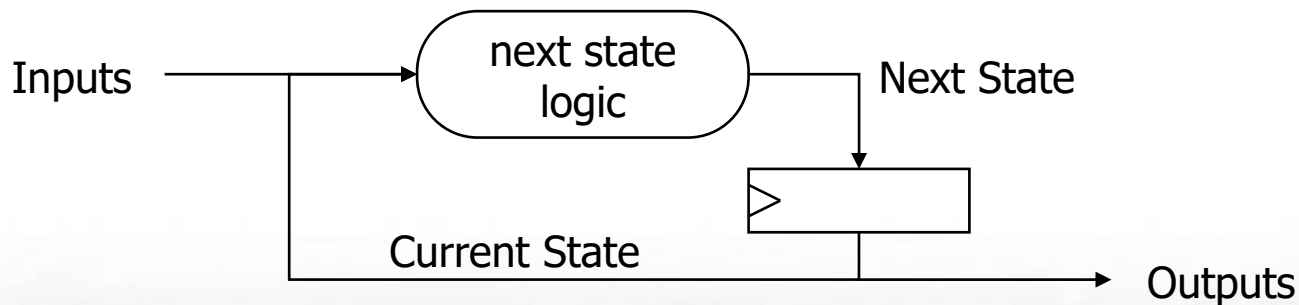 next state
logic
Inputs
Next State
Current State
Outputs